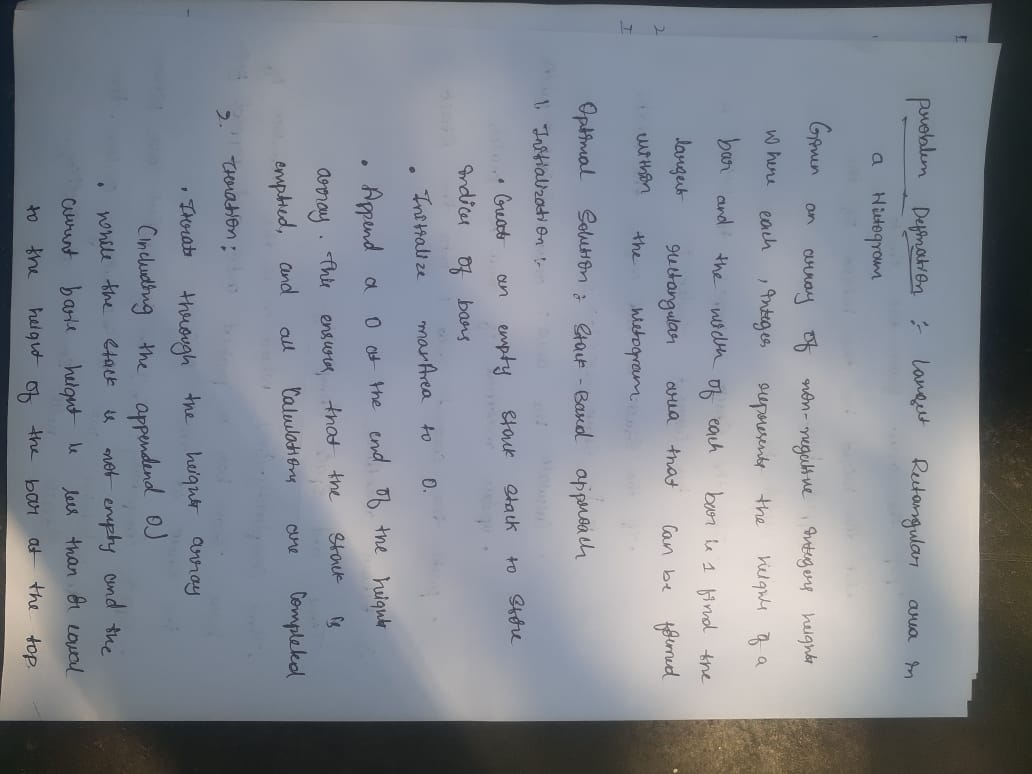 Problem Defination :- Largest Rectangular area in
a Histogram
Given an array of non-negative, integers heights
where each, integer represents the height of a
bar and the width of each bar is 1 find the
largest rectangular area that can be formed
within the histogram.
Optimal Solution : Stack-Based approach
1. Initialization :
• Create an empty stack stack to store
indices of bars
• Initialize maxArea to 0.
• Append a 0 at the end of the heights
array. This ensures that the stack is
emptied, and all Calculations are Completed
2. Iteration :
• Iterate through the heights array
(including the appended 0)
• while the stack is not empty and the
current bar's height is less than or equal
to the height of the bar at the top.
2
I